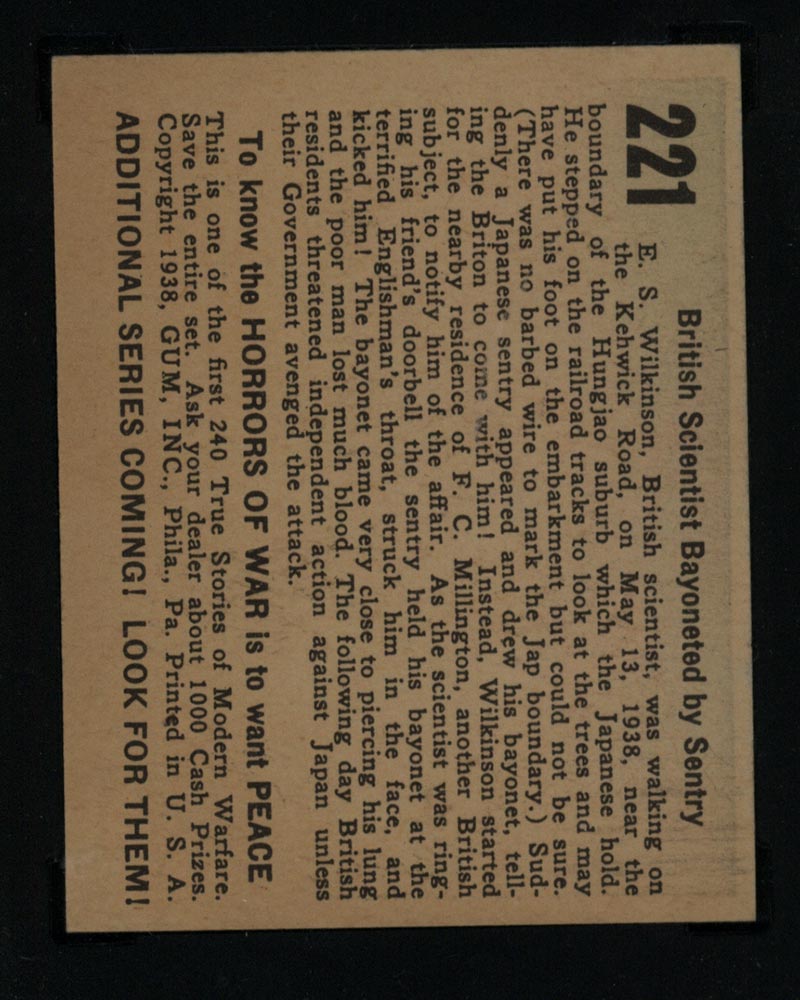 221
British Scientist Bayoneted by Sentry
E. S. Wilkinson, British scientist, was walking on
the Kehwick Road, on May 13, 1938, near the
boundary of the Hungjao suburb which the Japanese hold.
He stepped on the railroad tracks to look at the trees and may
have put his foot on the embarkment but could not be sure.
(There was no barbed wire to mark the Jap boundary.) Sud-
denly a Japanese sentry appeared and drew his bayonet, tell-
ing the Briton to come with him! Instead, Wilkinson started
for the nearby residence of F. C. Millington, another British
subject, to notify him of the affair. As the scientist was ring-
ing his friend's doorbell the sentry held his bayonet at the
terrified Englishman's throat, struck him in the face, and
kicked him! The bayonet came very close to piercing his lung
and the poor man lost much blood. The following day British
residents threatened independent action against Japan unless
their Government avenged the attack.
To know the HORRORS OF WAR is to want PEACE
This is one of the first 240 True Stories of Modern Warfare.
Save the entire set. Ask your dealer about 1000 Cash Prizes.
Copyright 1938, GUM, INC., Phila., Pa. Printed in U. S. A.
ADDITIONAL SERIES COMING! LOOK FOR THEM!